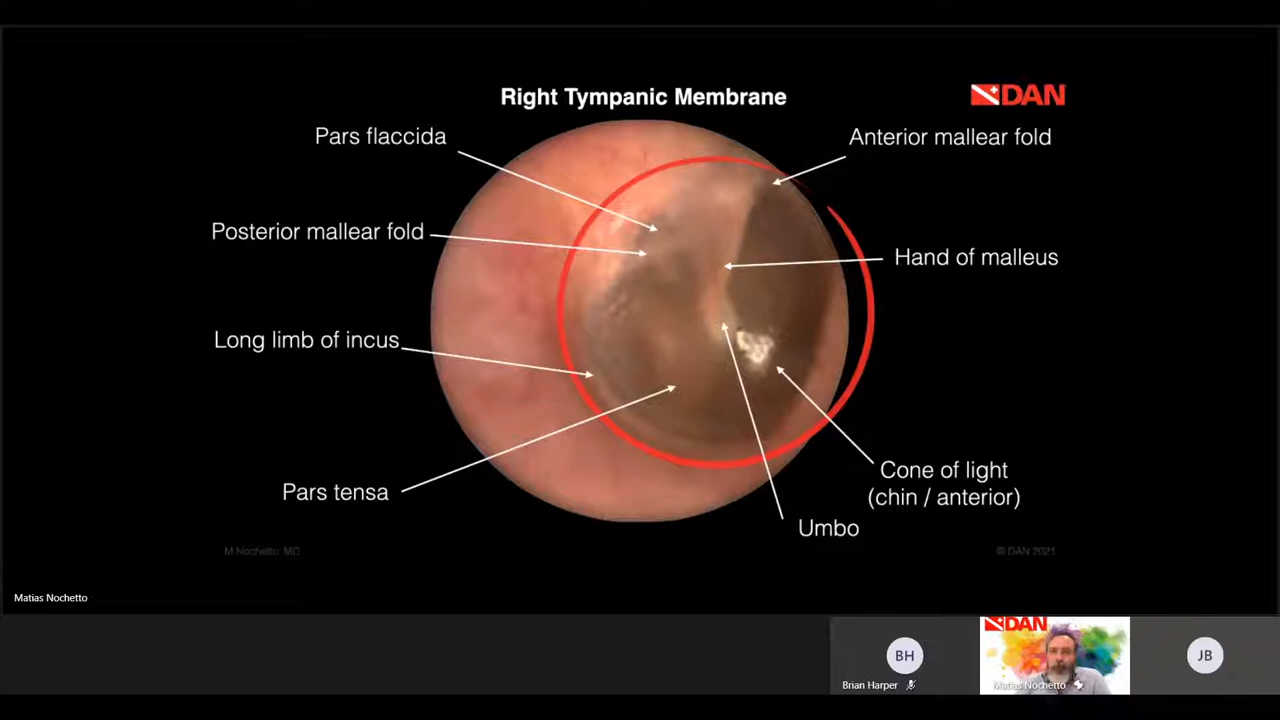 Right Tympanic Membrane
DAN
Pars flaccida
Anterior mallear fold
Posterior mallear fold
Hand of malleus
Long limb of incus
Cone of light
(chin / anterior)
Pars tensa
Umbo
M Nochetto, MD
© DAN 2021
Matias Nochetto
DAN
BH
JB
Brian Harper
Matias Nochetto